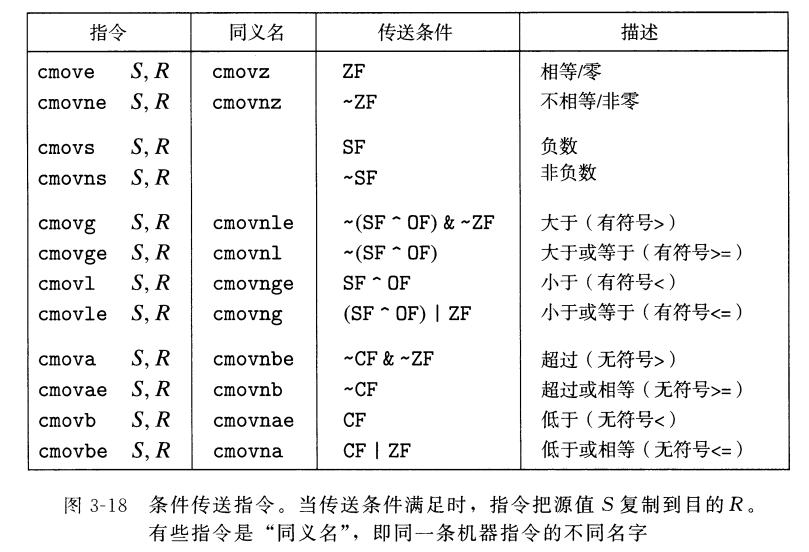 指令 同义名 传送条件 描述
cmove S, R cmovz ZF 相等/零
cmovne S, R cmovnz ~ZF 不相等/非零
cmovs S, R SF 负数
cmovns S, R ~SF 非负数
cmovg S, R cmovnle ~(SF ^ OF) & ~ZF 大于（有符号>）
cmovge S, R cmovnl ~(SF ^ OF) 大于或等于（有符号>=）
cmovl S, R cmovnge SF ^ OF 小于（有符号<）
cmovle S, R cmovng (SF ^ OF) | ZF 小于或等于（有符号<=）
cmova S, R cmovnbe ~CF & ~ZF 超过（无符号>）
cmovae S, R cmovnb ~CF 超过或相等（无符号>=）
cmovb S, R cmovnae CF 低于（无符号<）
cmovbe S, R cmovna CF | ZF 低于或相等（无符号<=）
图 3-18 条件传送指令。当传送条件满足时，指令把源值 S 复制到目的 R。
有些指令是“同义名”，即同一条机器指令的不同名字